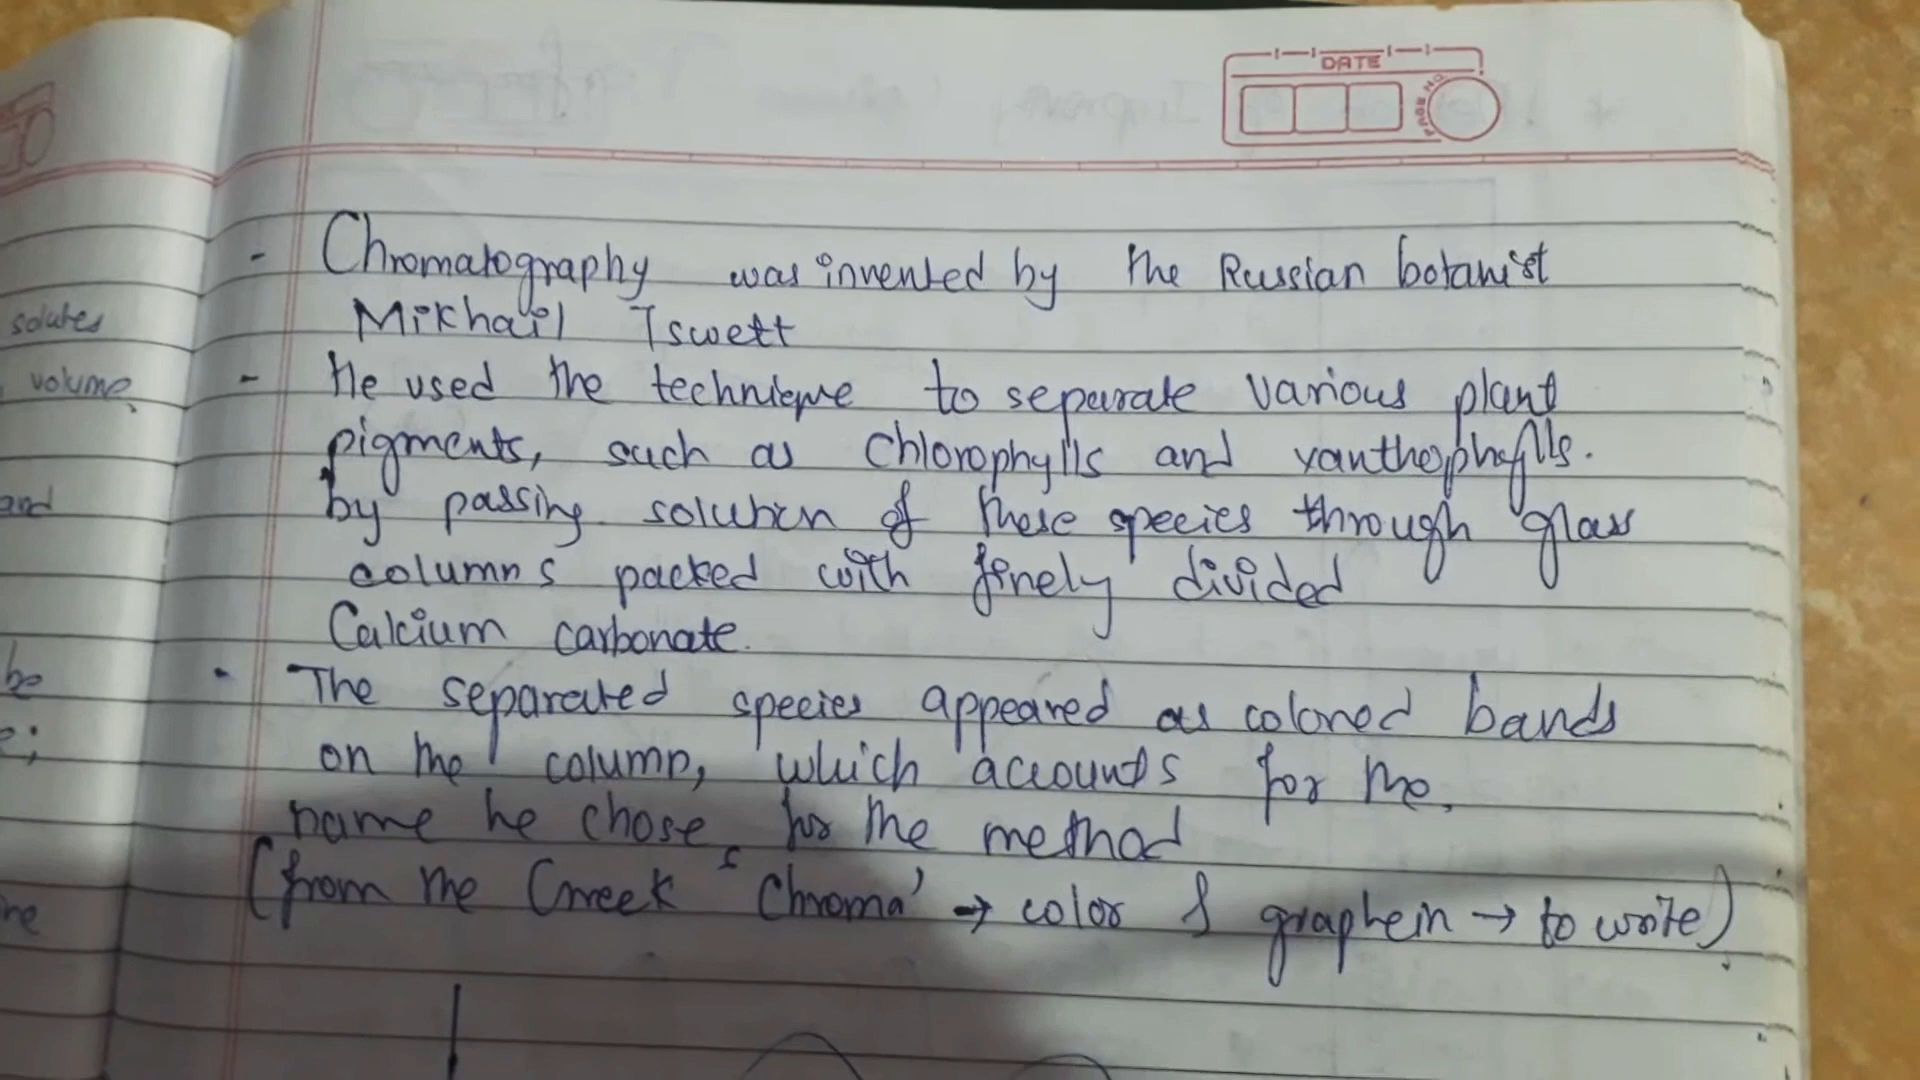 DATE
PAGE NO
- Chromatography was invented by the Russian botanist
Mikhail Tswett
- He used the technique to separate various plant
pigments, such as chlorophylls and xanthophylls.
by passing solution of these species through glass
columns packed with finely divided
Calcium carbonate.
- The separated species appeared as colored bands
on the column, which accounts for the
name he chose for the method
(from the Greek 'Chroma' → color & graphein → to write)
solutes
volume
and
be